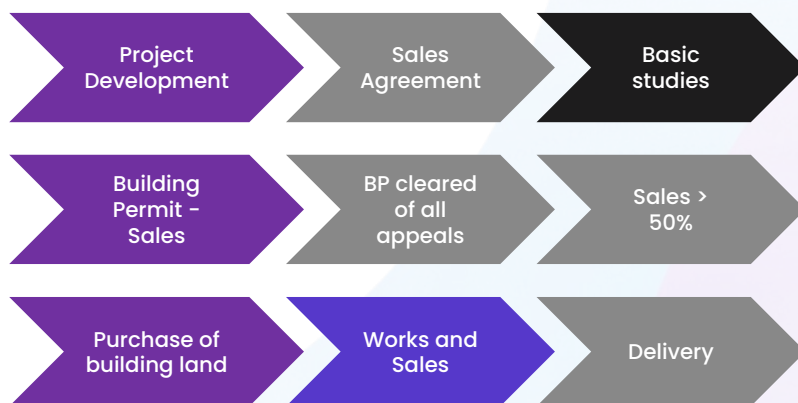 Project
Development
Sales
Agreement
Basic
studies
Building
Permit -
Sales
BP cleared
of all
appeals
Sales >
50%
Purchase of
building land
Works and
Sales
Delivery